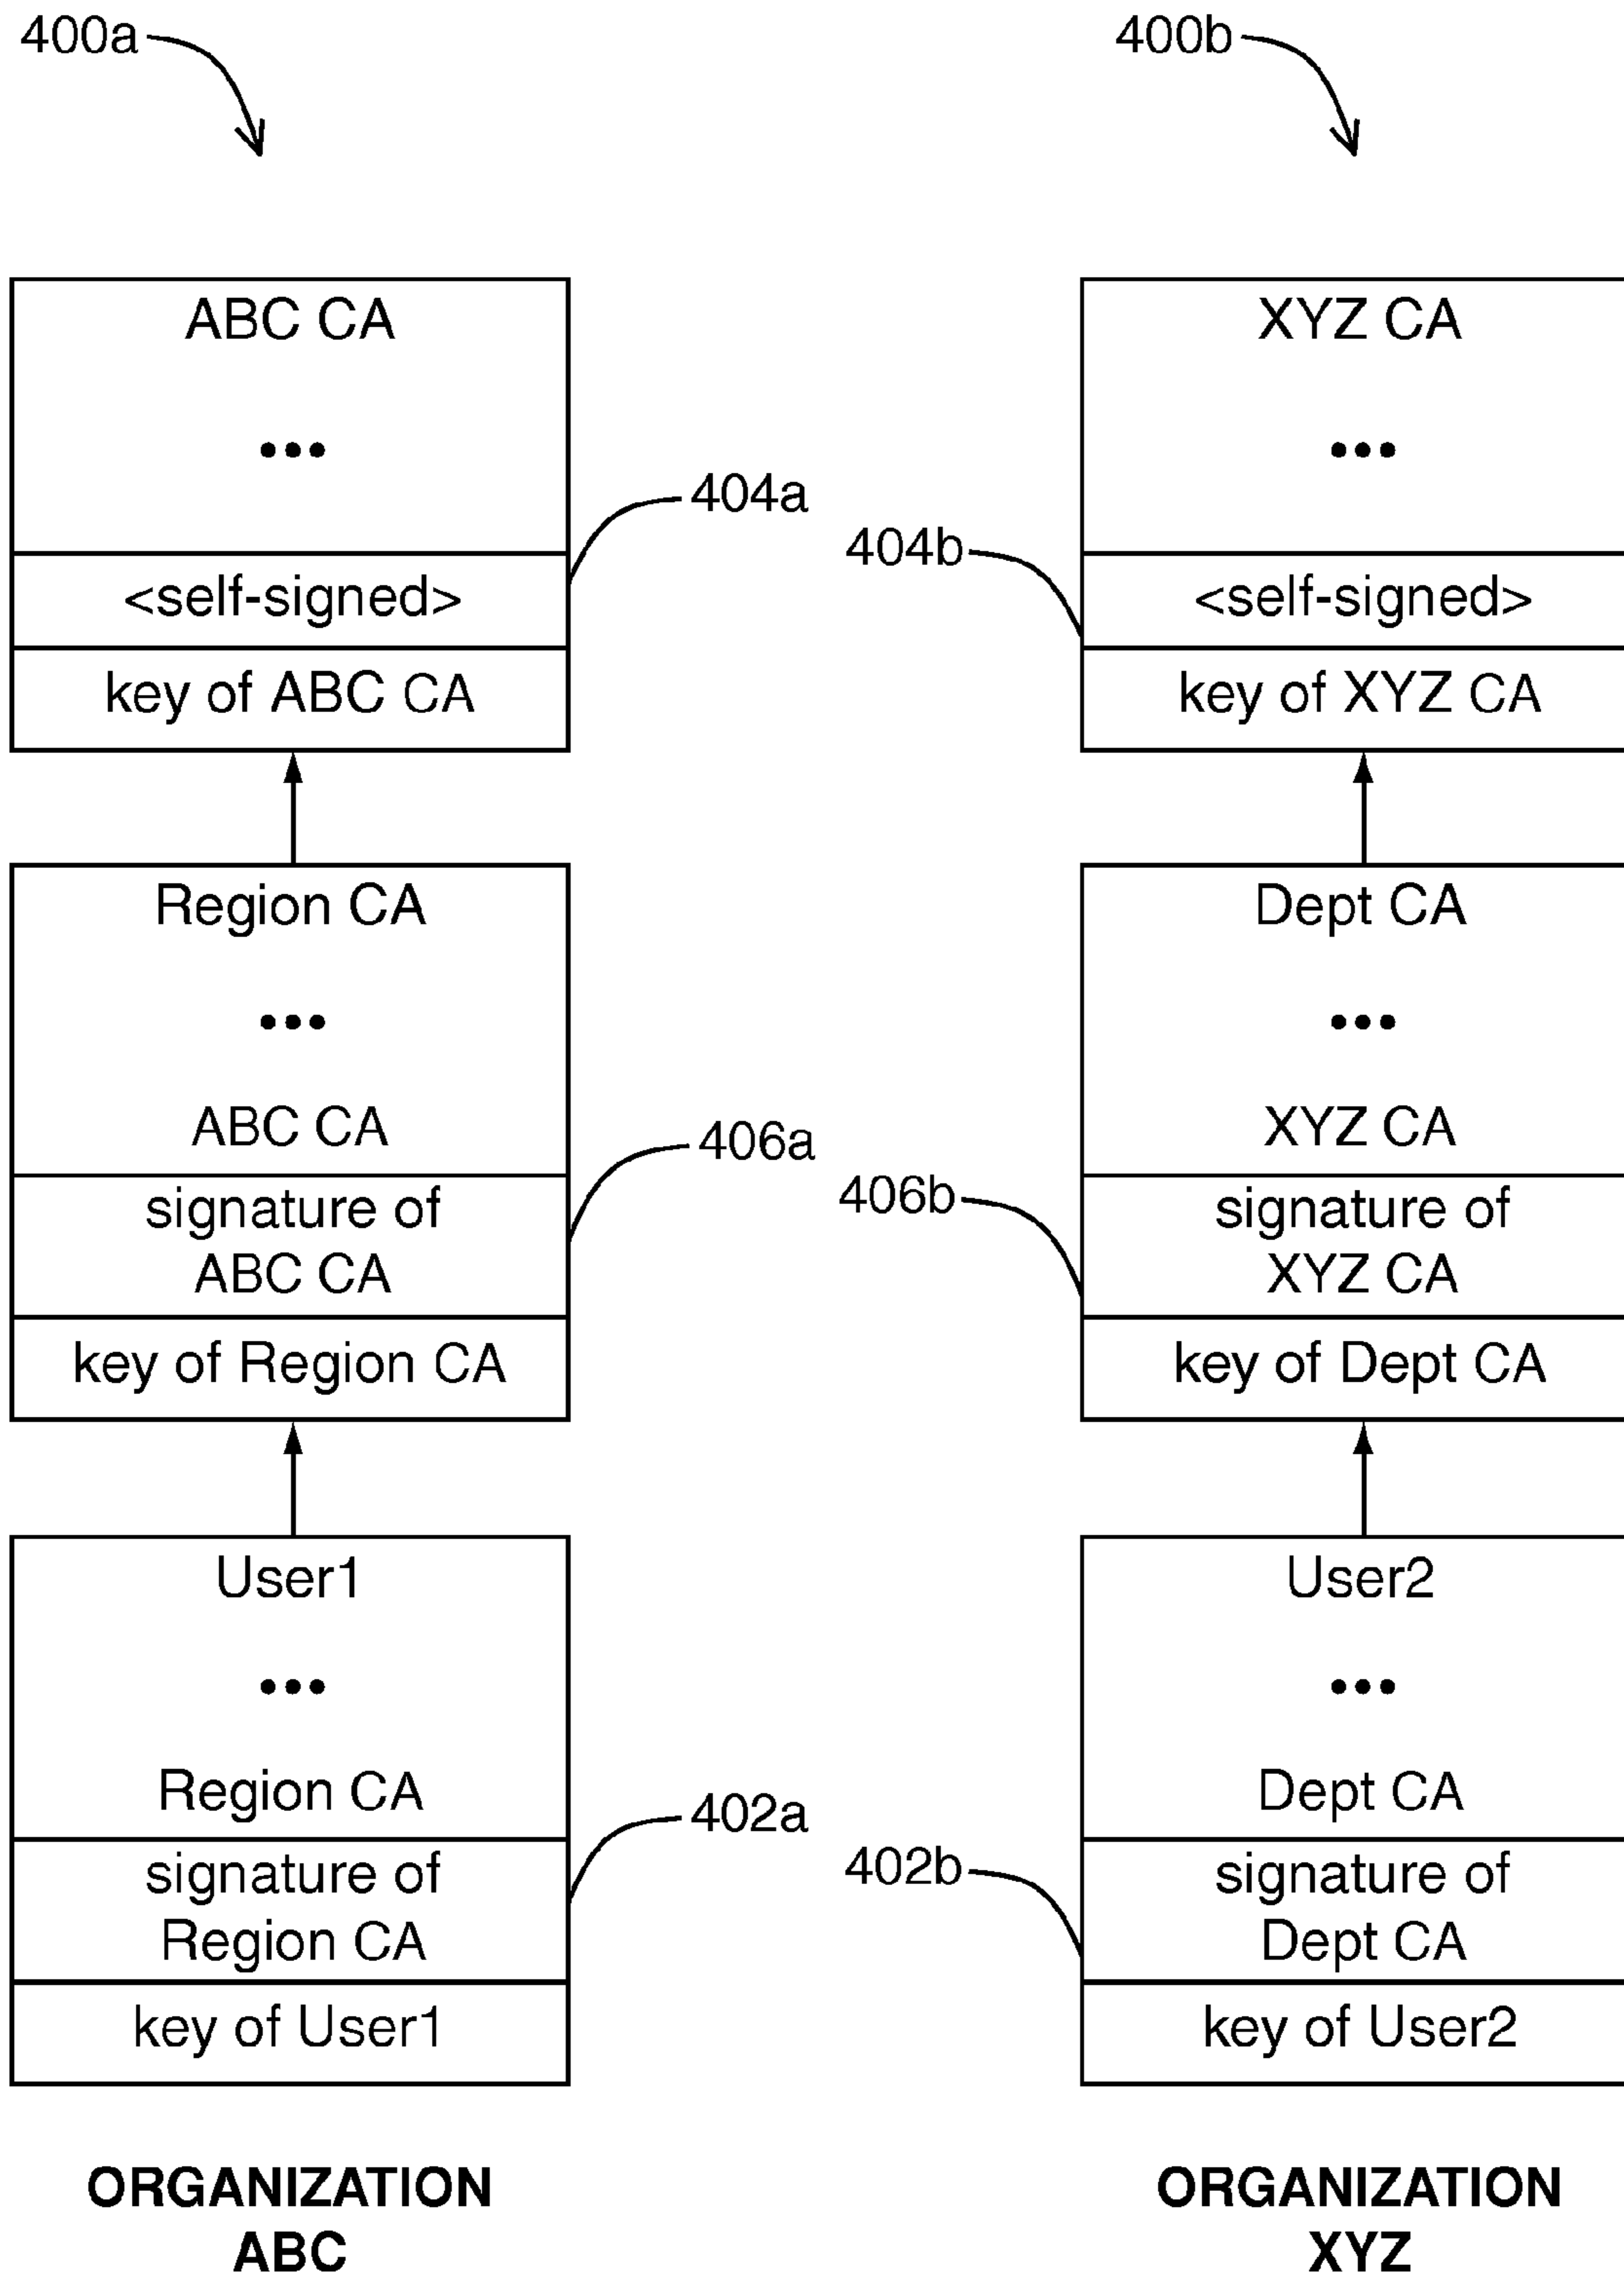 400a
400b
ABC CA
•••
404a
<self-signed>
key of ABC CA
Region CA
•••
ABC CA
406a
signature of
ABC CA
key of Region CA
User1
•••
Region CA
402a
signature of
Region CA
key of User1
ORGANIZATION
ABC
XYZ CA
•••
404b
<self-signed>
key of XYZ CA
Dept CA
•••
XYZ CA
406b
signature of
XYZ CA
key of Dept CA
User2
•••
Dept CA
402b
signature of
Dept CA
key of User2
ORGANIZATION
XYZ